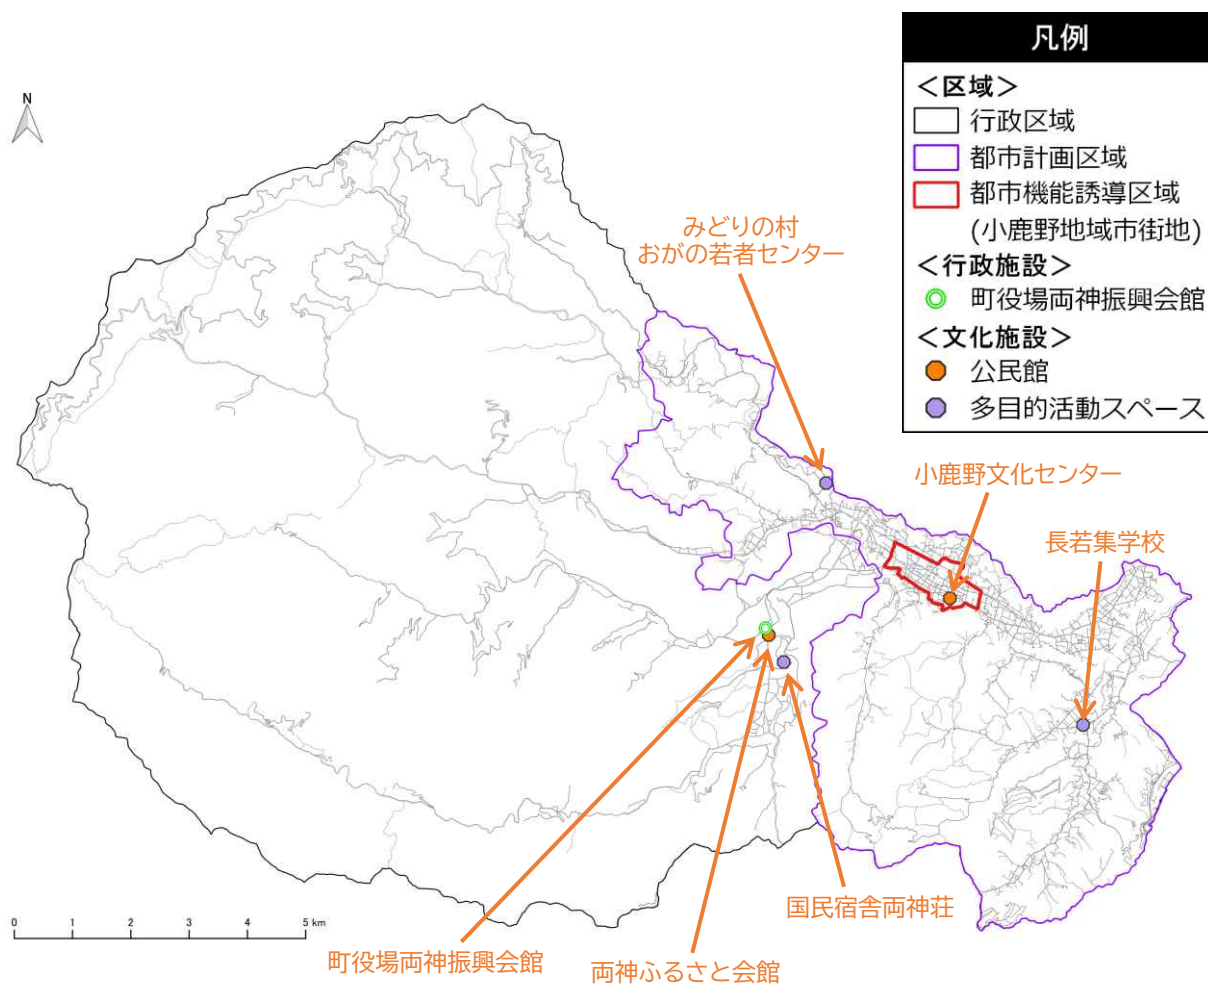 凡例
＜区域＞
行政区域
都市計画区域
都市機能誘導区域
(小鹿野地域市街地)
＜行政施設＞
町役場両神振興会館
＜文化施設＞
公民館
多目的活動スペース
N
みどりの村
おがの若者センター
小鹿野文化センター
長若集学校
国民宿舎両神荘
町役場両神振興会館
両神ふるさと会館
0 1 2 3 4 5 km